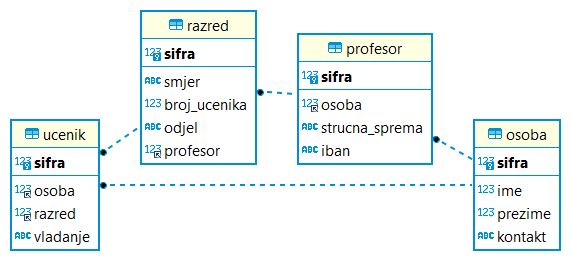 razred
123 sifra
ABC smjer
123 broj_ucenika
ABC odjel
123 profesor
profesor
123 sifra
123 osoba
ABC strucna_sprema
ABC iban
ucenik
123 sifra
123 osoba
123 razred
ABC vladanje
osoba
123 sifra
123 ime
123 prezime
ABC kontakt